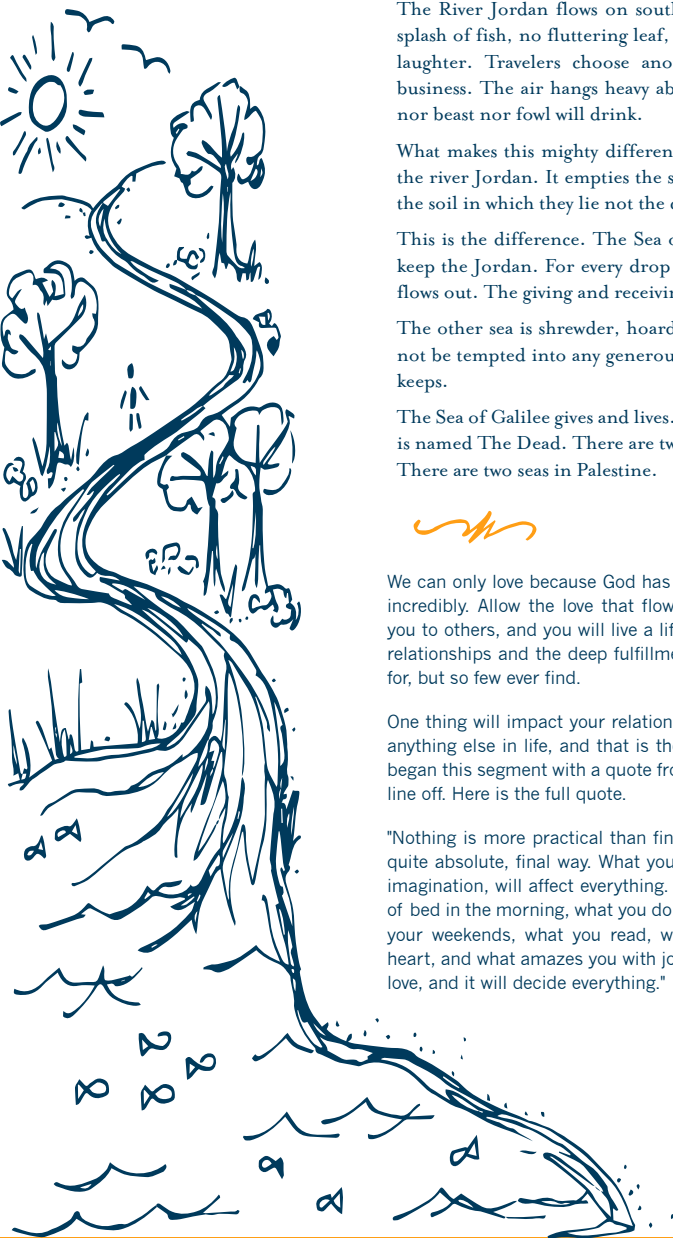 The River Jordan flows on south
splash of fish, no fluttering leaf,
laughter. Travelers choose ano
business. The air hangs heavy ab
nor beast nor fowl will drink.
What makes this mighty differen
the river Jordan. It empties the s
the soil in which they lie not the
This is the difference. The Sea o
keep the Jordan. For every drop
flows out. The giving and receivin
The other sea is shrewder, hoard
not be tempted into any generou
keeps.
The Sea of Galilee gives and lives.
is named The Dead. There are tw
There are two seas in Palestine.
We can only love because God has
incredibly. Allow the love that flow
you to others, and you will live a lif
relationships and the deep fulfillme
for, but so few ever find.
One thing will impact your relation
anything else in life, and that is the
began this segment with a quote fro
line off. Here is the full quote.
"Nothing is more practical than fin
quite absolute, final way. What you
imagination, will affect everything.
of bed in the morning, what you do
your weekends, what you read, w
heart, and what amazes you with jo
love, and it will decide everything."